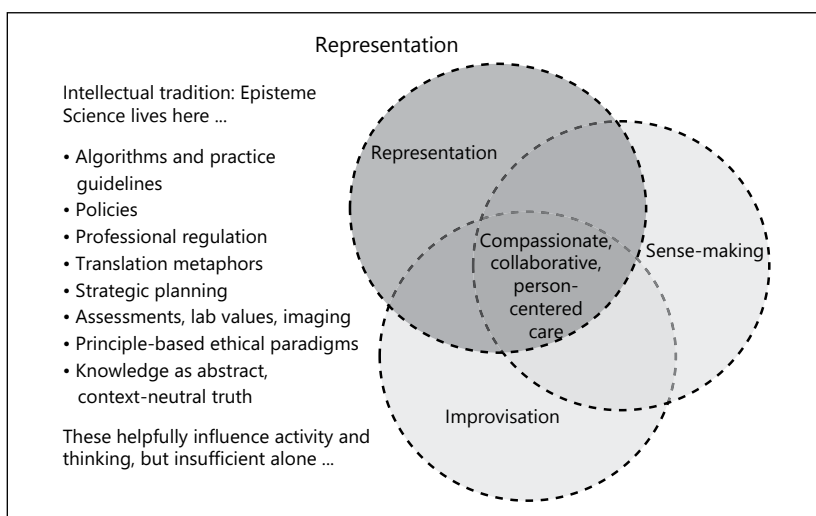 Representation
Intellectual tradition: Episteme
Science lives here ...
• Algorithms and practice
guidelines
• Policies
• Professional regulation
• Translation metaphors
• Strategic planning
• Assessments, lab values, imaging
• Principle-based ethical paradigms
• Knowledge as abstract,
context-neutral truth
These helpfully influence activity and
thinking, but insufficient alone ...
Representation
Compassionate,
collaborative,
person-
centered
care
Sense-making
Improvisation